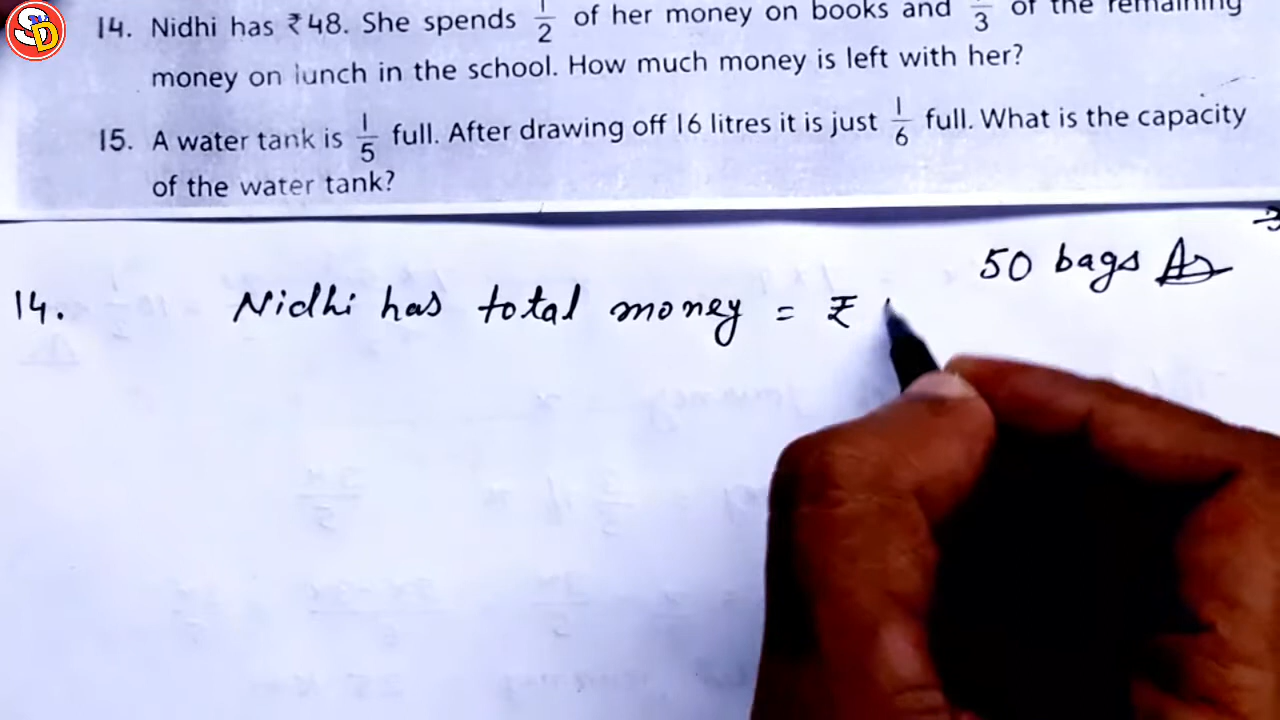 14. Nidhi has ₹48. She spends 1/2 of her money on books and /3 of the remaining
money on lunch in the school. How much money is left with her?
15. A water tank is 1/5 full. After drawing off 16 litres it is just 1/6 full. What is the capacity
of the water tank?
50 bags
14. Nidhi has total money = ₹
SD